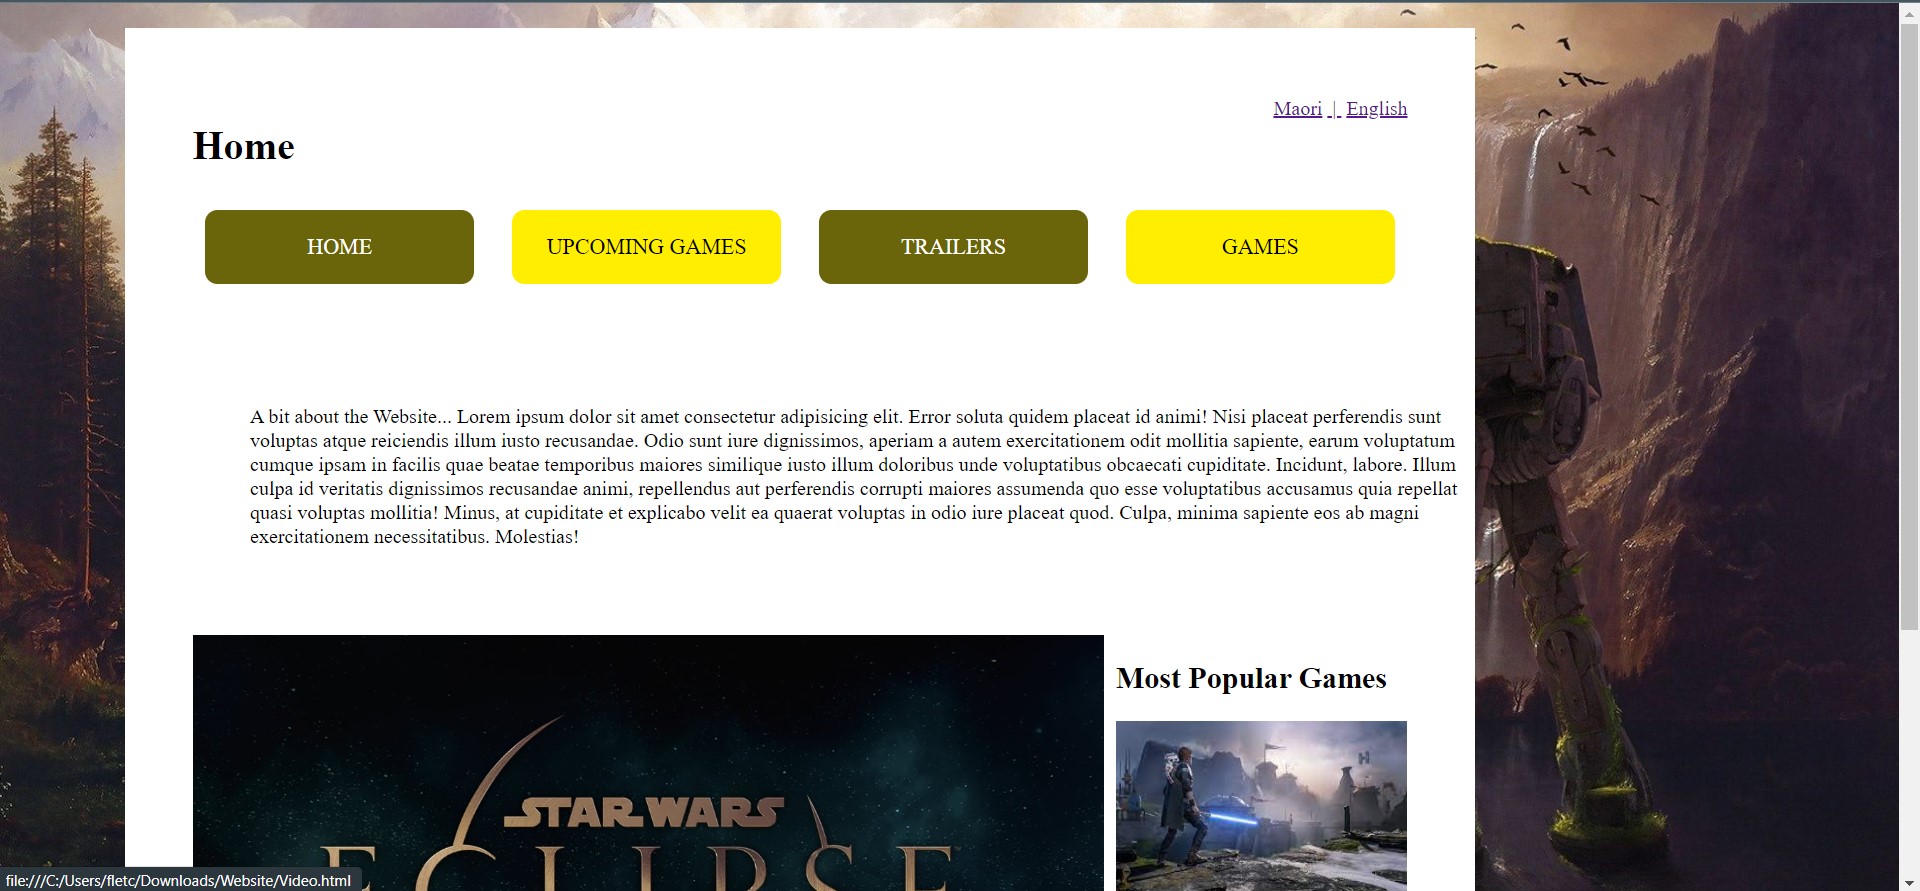 Maori | English
Home
HOME
UPCOMING GAMES
TRAILERS
GAMES
A bit about the Website... Lorem ipsum dolor sit amet consectetur adipisicing elit. Error soluta quidem placeat id animi! Nisi placeat perferendis sunt
voluptas atque reiciendis illum iusto recusandae. Odio sunt iure dignissimos, aperiam a autem exercitationem odit mollitia sapiente, earum voluptatum
cumque ipsam in facilis quae beatae temporibus maiores similique iusto illum doloribus unde voluptatibus obcaecati cupiditate. Incidunt, labore. Illum
culpa id veritatis dignissimos recusandae animi, repellendus aut perferendis corrupti maiores assumenda quo esse voluptatibus accusamus quia repellat
quasi voluptas mollitia! Minus, at cupiditate et explicabo velit ea quaerat voluptas in odio iure placeat quod. Culpa, minima sapiente eos ab magni
exercitationem necessitatibus. Molestias!
STAR WARS
ECLIPSE
Most Popular Games
file:///C:/Users/fletc/Downloads/Website/Video.html